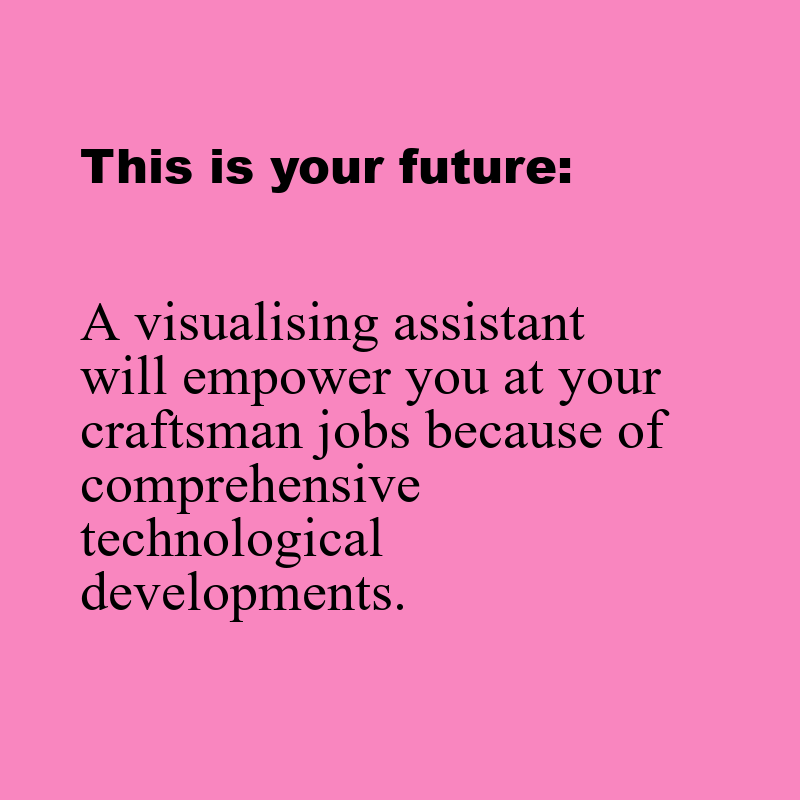 This is your future:
A visualising assistant
will empower you at your
craftsman jobs because of
comprehensive
technological
developments.